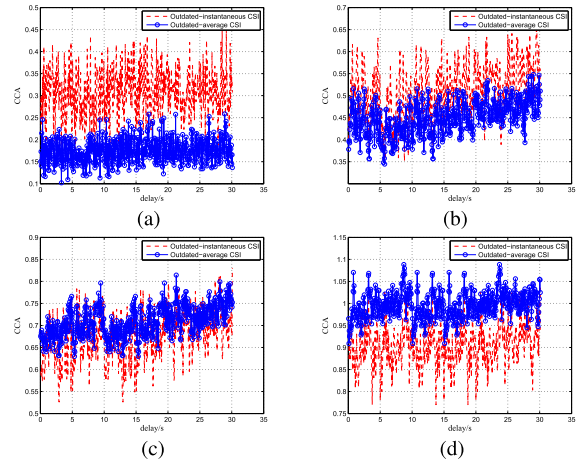 Outdated-instantaneous CSI
Outdated-average CSI
CCA
0.5
0.45
0.4
0.35
0.3
0.25
0.2
0.15
0.1
0 5 10 15 20 25 30 35
delay/s
(a)
Outdated-instantaneous CSI
Outdated-average CSI
CCA
0.65
0.6
0.55
0.5
0.45
0.4
0.35
0.3
0 5 10 15 20 25 30 35
delay/s
(b)
Outdated-instantaneous CSI
Outdated-average CSI
CCA
0.9
0.85
0.8
0.75
0.7
0.65
0.6
0.55
0.5
0 5 10 15 20 25 30 35
delay/s
(c)
Outdated-instantaneous CSI
Outdated-average CSI
CCA
1.15
1.1
1.05
1
0.95
0.9
0.85
0.8
0.75
0 5 10 15 20 25 30 35
delay/s
(d)